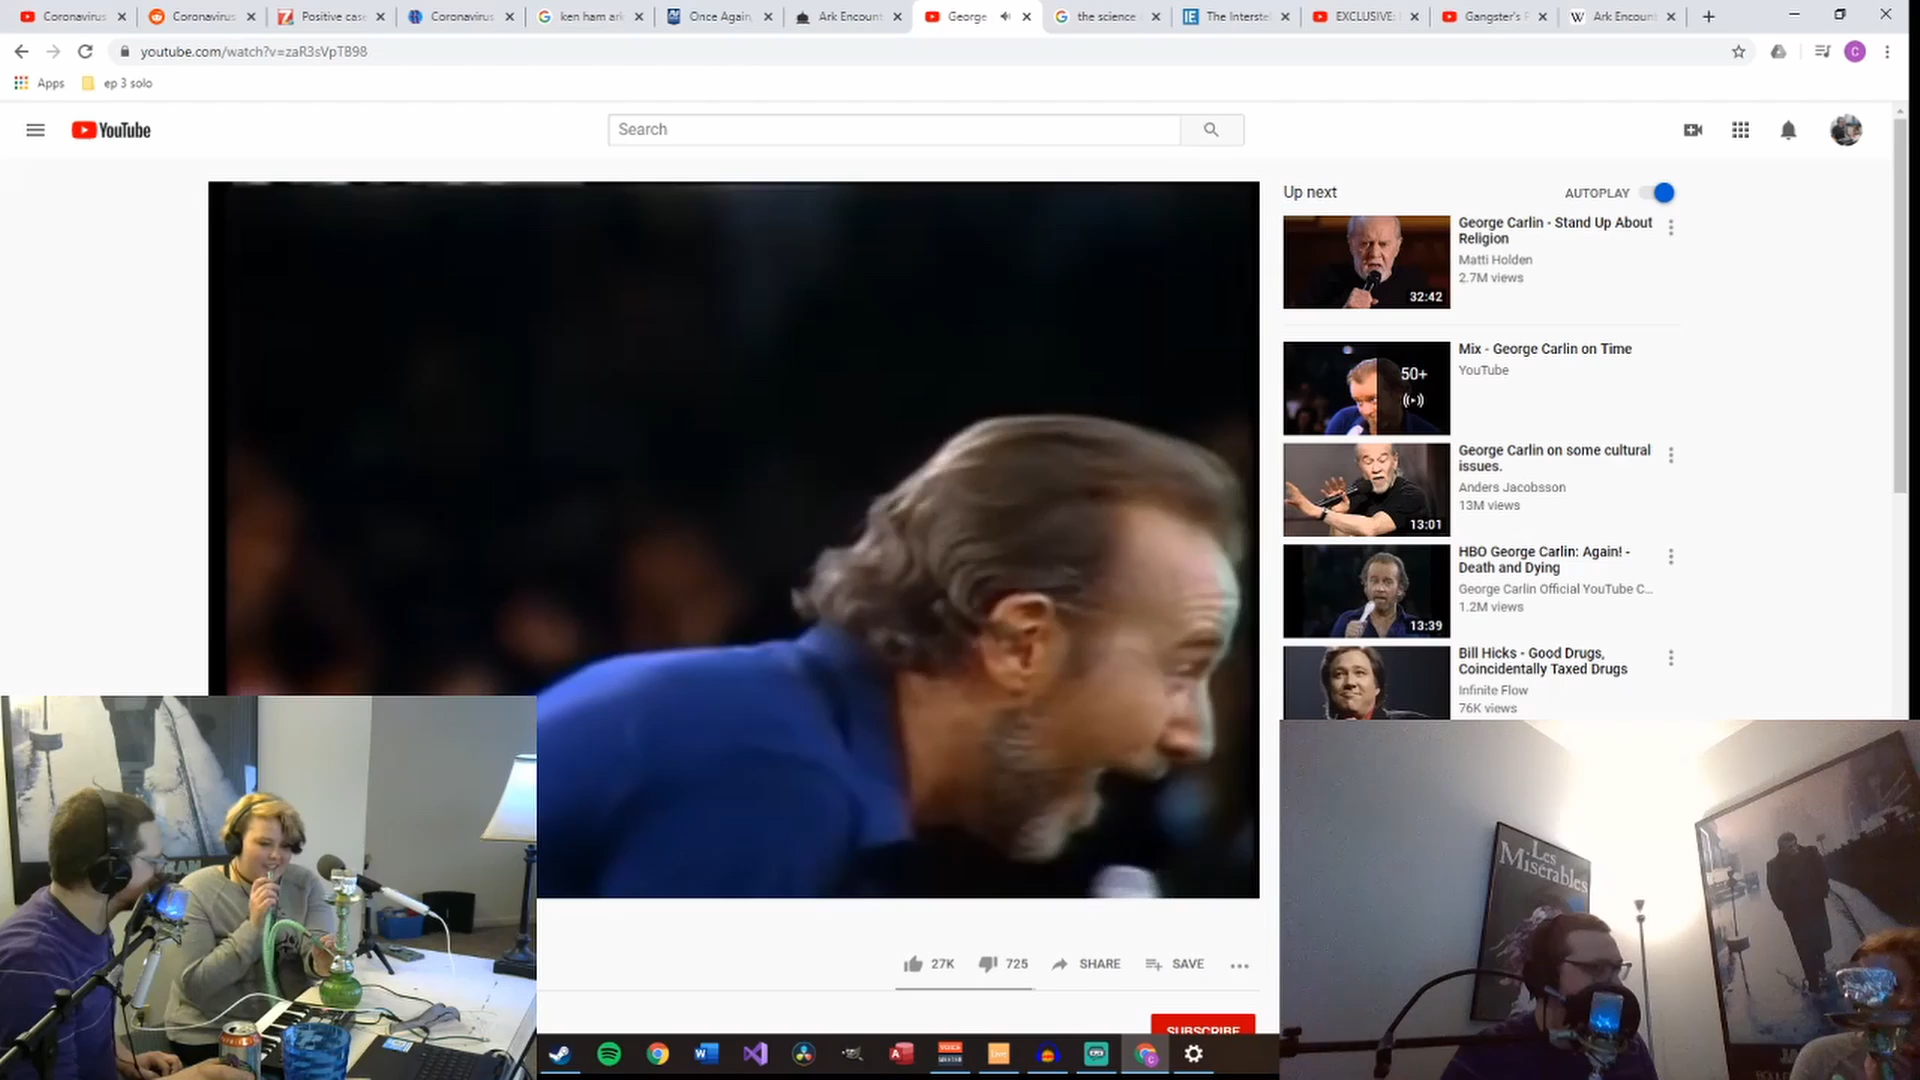 Coronavirus
Coronavirus
Positive case
Coronavirus
ken ham ark
Once Again,
Ark Encount
George
the science
The Interste
EXCLUSIVE:
Gangster's P
Ark Encount
youtube.com/watch?v=zaR3sVpTB98
Apps
ep 3 solo
YouTube
Search
Up next
AUTOPLAY
George Carlin - Stand Up About
Religion
Matti Holden
2.7M views
32:42
Mix - George Carlin on Time
YouTube
50+
George Carlin on some cultural
issues.
Anders Jacobsson
13M views
13:01
HBO George Carlin: Again! -
Death and Dying
George Carlin Official YouTube C...
1.2M views
13:39
Bill Hicks - Good Drugs,
Coincidentally Taxed Drugs
Infinite Flow
76K views
27K
725
SHARE
SAVE
SUBSCRIBE
Les
Misérables